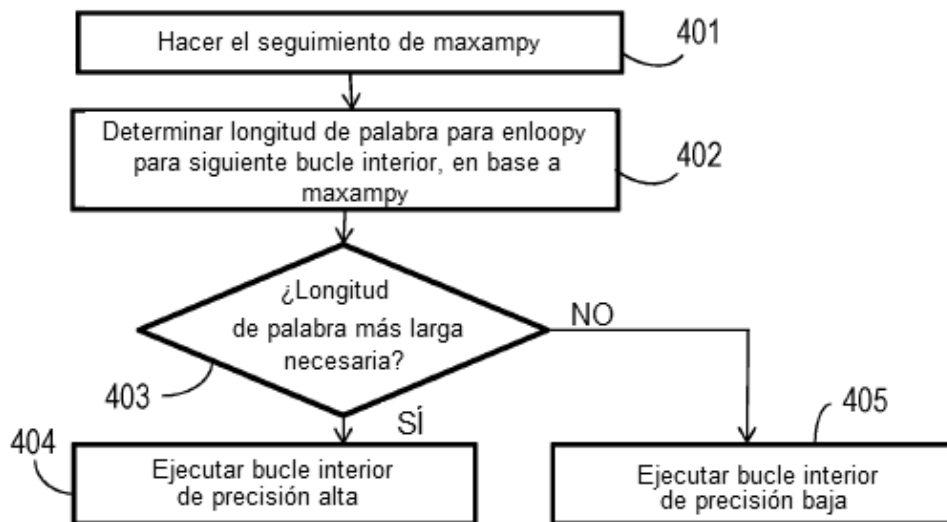 Hacer el seguimiento de maxampy
401
Determinar longitud de palabra para enloopy
para siguiente bucle interior, en base a
maxampy
402
¿Longitud
de palabra más larga
necesaria?
NO
403
SÍ
404
405
Ejecutar bucle interior
de precisión alta
Ejecutar bucle interior
de precisión baja